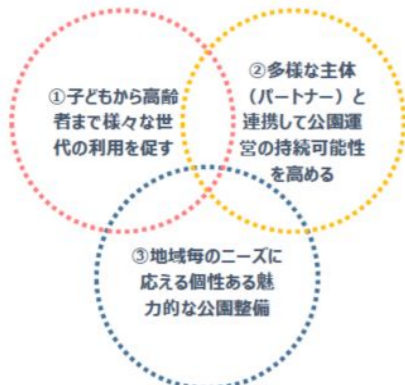 ①子どもから高齢
者まで様々な世
代の利用を促す
②多様な主体
（パートナー）と
連携して公園運
営の持続可能性
を高める
③地域毎のニーズに
応える個性ある魅
力的な公園整備